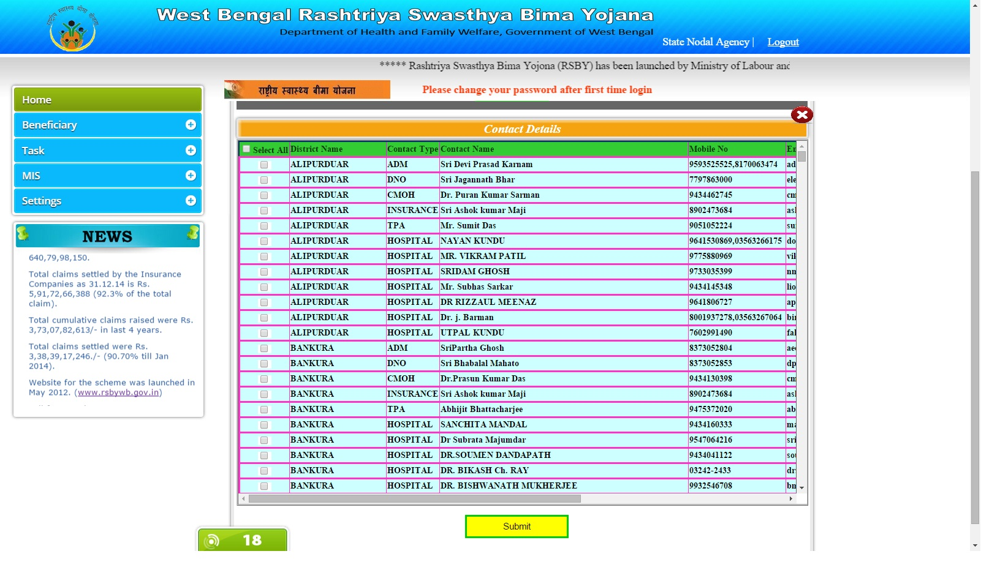 West Bengal Rashtriya Swasthya Bima Yojana
Department of Health and Family Welfare, Government of West Bengal
State Nodal Agency | Logout
***** Rashtriya Swasthya Bima Yojona (RSBY) has been launched by Ministry of Labour and
राष्ट्रीय स्वास्थ्य बीमा योजना
Please change your password after first time login
Home
Beneficiary
Task
MIS
Settings
NEWS
640,79,98,150.
Total claims settled by the Insurance
Companies as 31.12.14 is Rs.
5,91,72,66,388 (92.3% of the total
claim).
Total cumulative claims raised were Rs.
3,73,07,82,613/- in last 4 years.
Total claims settled were Rs.
3,38,39,17,246./- (90.70% till Jan
2014).
Website for the scheme was launched in
May 2012. (www.rsbywb.gov.in)
Contact Details
Select All District Name Contact Type Contact Name Mobile No
ALIPURDUAR ADM Sri Devi Prasad Karnam 9593525525,8170063474 ad
ALIPURDUAR DNO Sri Jagannath Bhar 7797863000 ele
ALIPURDUAR CMOH Dr. Puran Kumar Sarman 9434462745 cm
ALIPURDUAR INSURANCE Sri Ashok kumar Maji 8902473684
ALIPURDUAR TPA Mr. Sumit Das 9051052224
ALIPURDUAR HOSPITAL NAYAN KUNDU 9641530869,03563266175 do
ALIPURDUAR HOSPITAL MR. VIKRAM PATIL 9775880969
ALIPURDUAR HOSPITAL SRIDAM GHOSH 9733035399
ALIPURDUAR HOSPITAL Mr. Subhas Sarkar 9434145348 lio
ALIPURDUAR HOSPITAL DR RIZZAUL MEENAZ 9641806727 ap
ALIPURDUAR HOSPITAL Dr. j. Barman 8001937278,03563267064
ALIPURDUAR HOSPITAL UTPAL KUNDU 7602991490
BANKURA ADM SriPartha Ghosh 8373052804
BANKURA DNO Sri Bhabalal Mahato 8373052853 dp
BANKURA CMOH Dr.Prasun Kumar Das 9434130398
BANKURA INSURANCE Sri Ashok kumar Maji 8902473684
BANKURA TPA Abhijit Bhattacharjee 9475372020 ab
BANKURA HOSPITAL SANCHITA MANDAL 9434160333
BANKURA HOSPITAL Dr Subrata Majumdar 9547064216 sri
BANKURA HOSPITAL DR.SOUMEN DANDAPATH 9434041122
BANKURA HOSPITAL DR. BIKASH Ch. RAY 03242-2433 dr
BANKURA HOSPITAL DR. BISHWANATH MUKHERJEE 9932546708
Submit
18